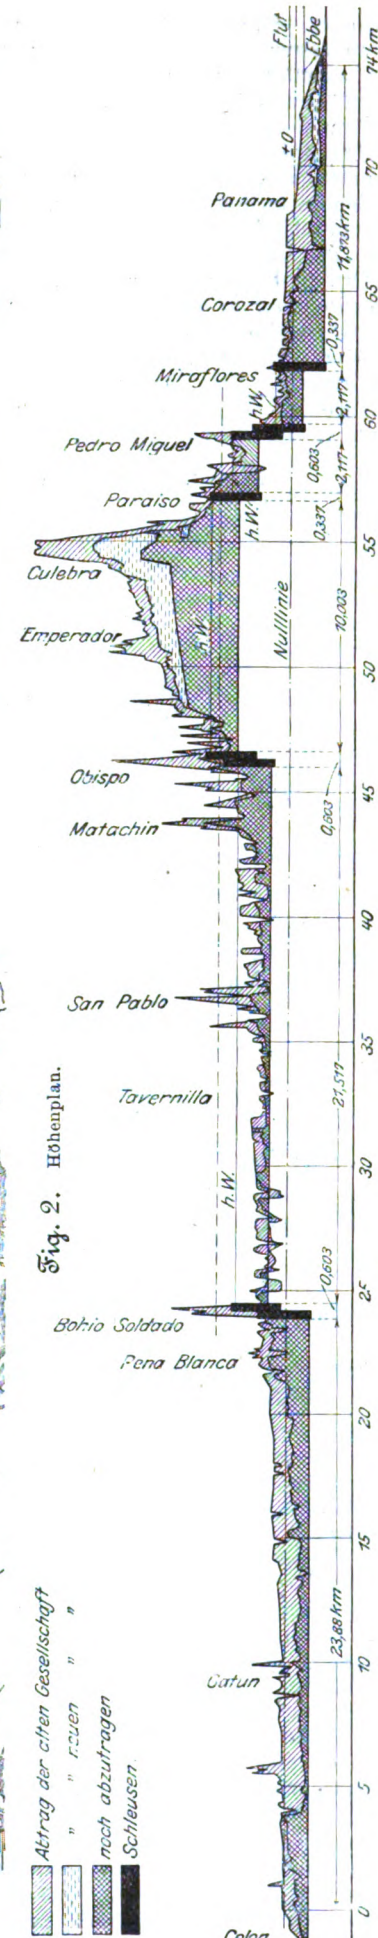 Fig. 2. Höhenplan.
Abtrag der alten Gesellschaft
" " neuen " "
noch abzutragen
Schleusen
Colon
Gatun
Pena Blanca
Bohio Soldado
Tavernilla
San Pablo
Matachin
Obispo
Emperador
Culebra
Paraiso
Pedro Miguel
Miraflores
Corozal
Panama
h.W.
h.W.
h.W.
h.W.
Nulllinie
±0
Flut
Ebbe
23,88 km
0,603
21,517
0,603
10,003
0,337
2,117
0,603
2,117
0,337
11,873 km
0
5
10
15
20
25
30
35
40
45
50
55
60
65
70
74 km